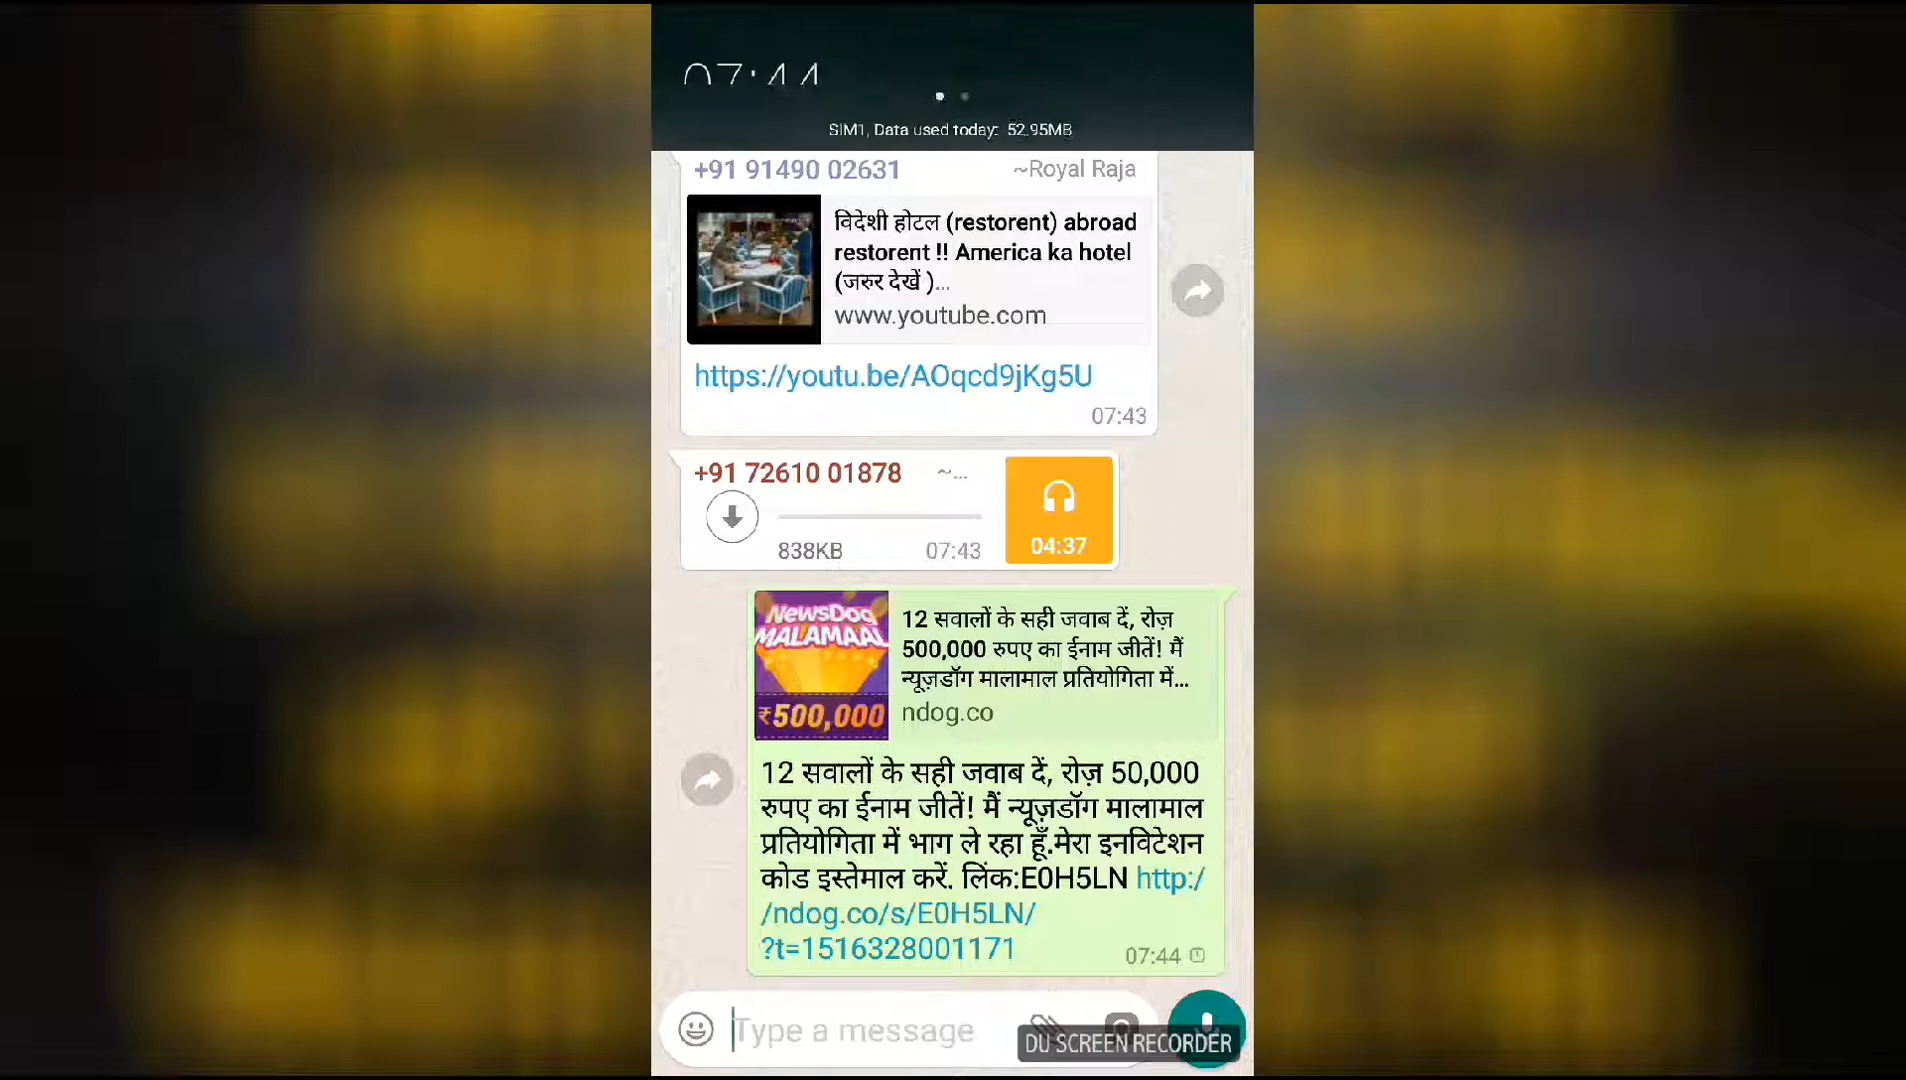 07:44
SIM1, Data used today: 52.95MB
+91 91490 02631 ~Royal Raja
विदेशी होटल (restorent) abroad
restorent !! America ka hotel
(जरुर देखें )...
www.youtube.com
https://youtu.be/AOqcd9jKg5U
07:43
+91 72610 01878 ~...
838KB 07:43
04:37
NewsDog
MALAMAAL
₹500,000
12 सवालों के सही जवाब दें, रोज़
500,000 रुपए का ईनाम जीतें! मैं
न्यूज़डॉग मालामाल प्रतियोगिता में...
ndog.co
12 सवालों के सही जवाब दें, रोज़ 50,000
रुपए का ईनाम जीतें! मैं न्यूज़डॉग मालामाल
प्रतियोगिता में भाग ले रहा हूँ.मेरा इनविटेशन
कोड इस्तेमाल करें. लिंक:E0H5LN http:/
/ndog.co/s/E0H5LN/
?t=1516328001171
07:44
Type a message
DU SCREEN RECORDER